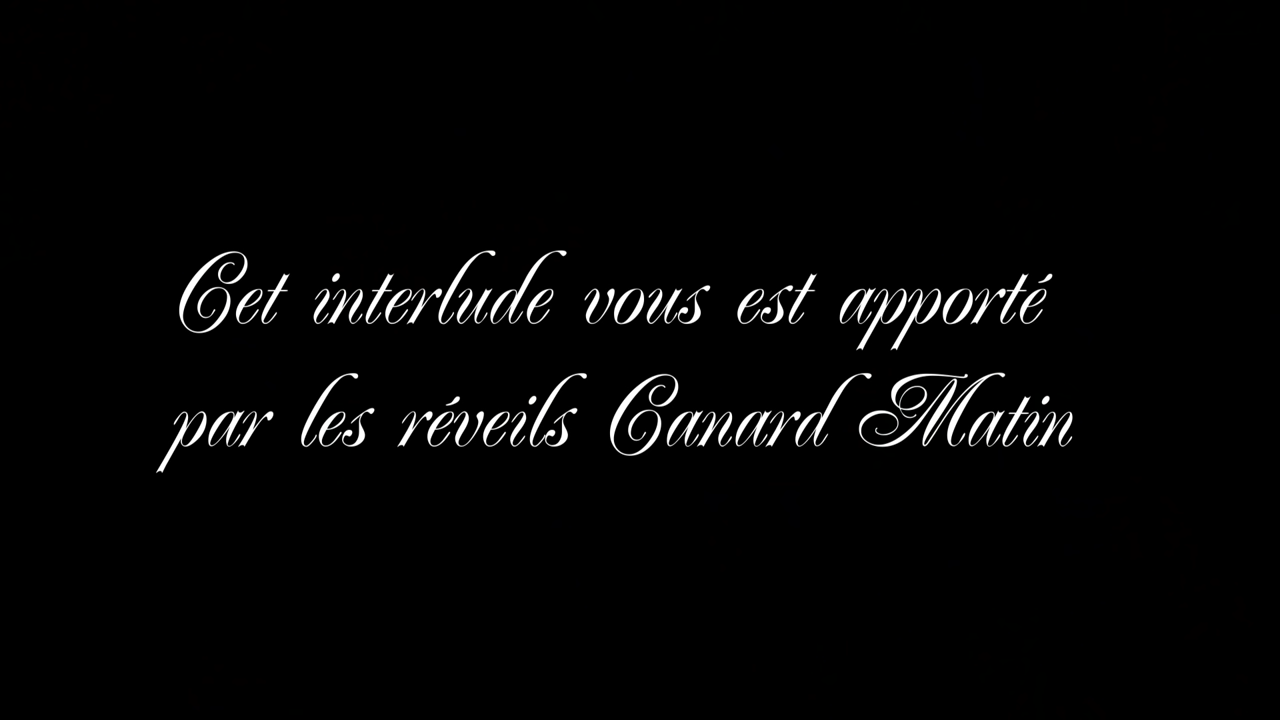 Cet interlude vous est apporté
par les réveils Canard Matin